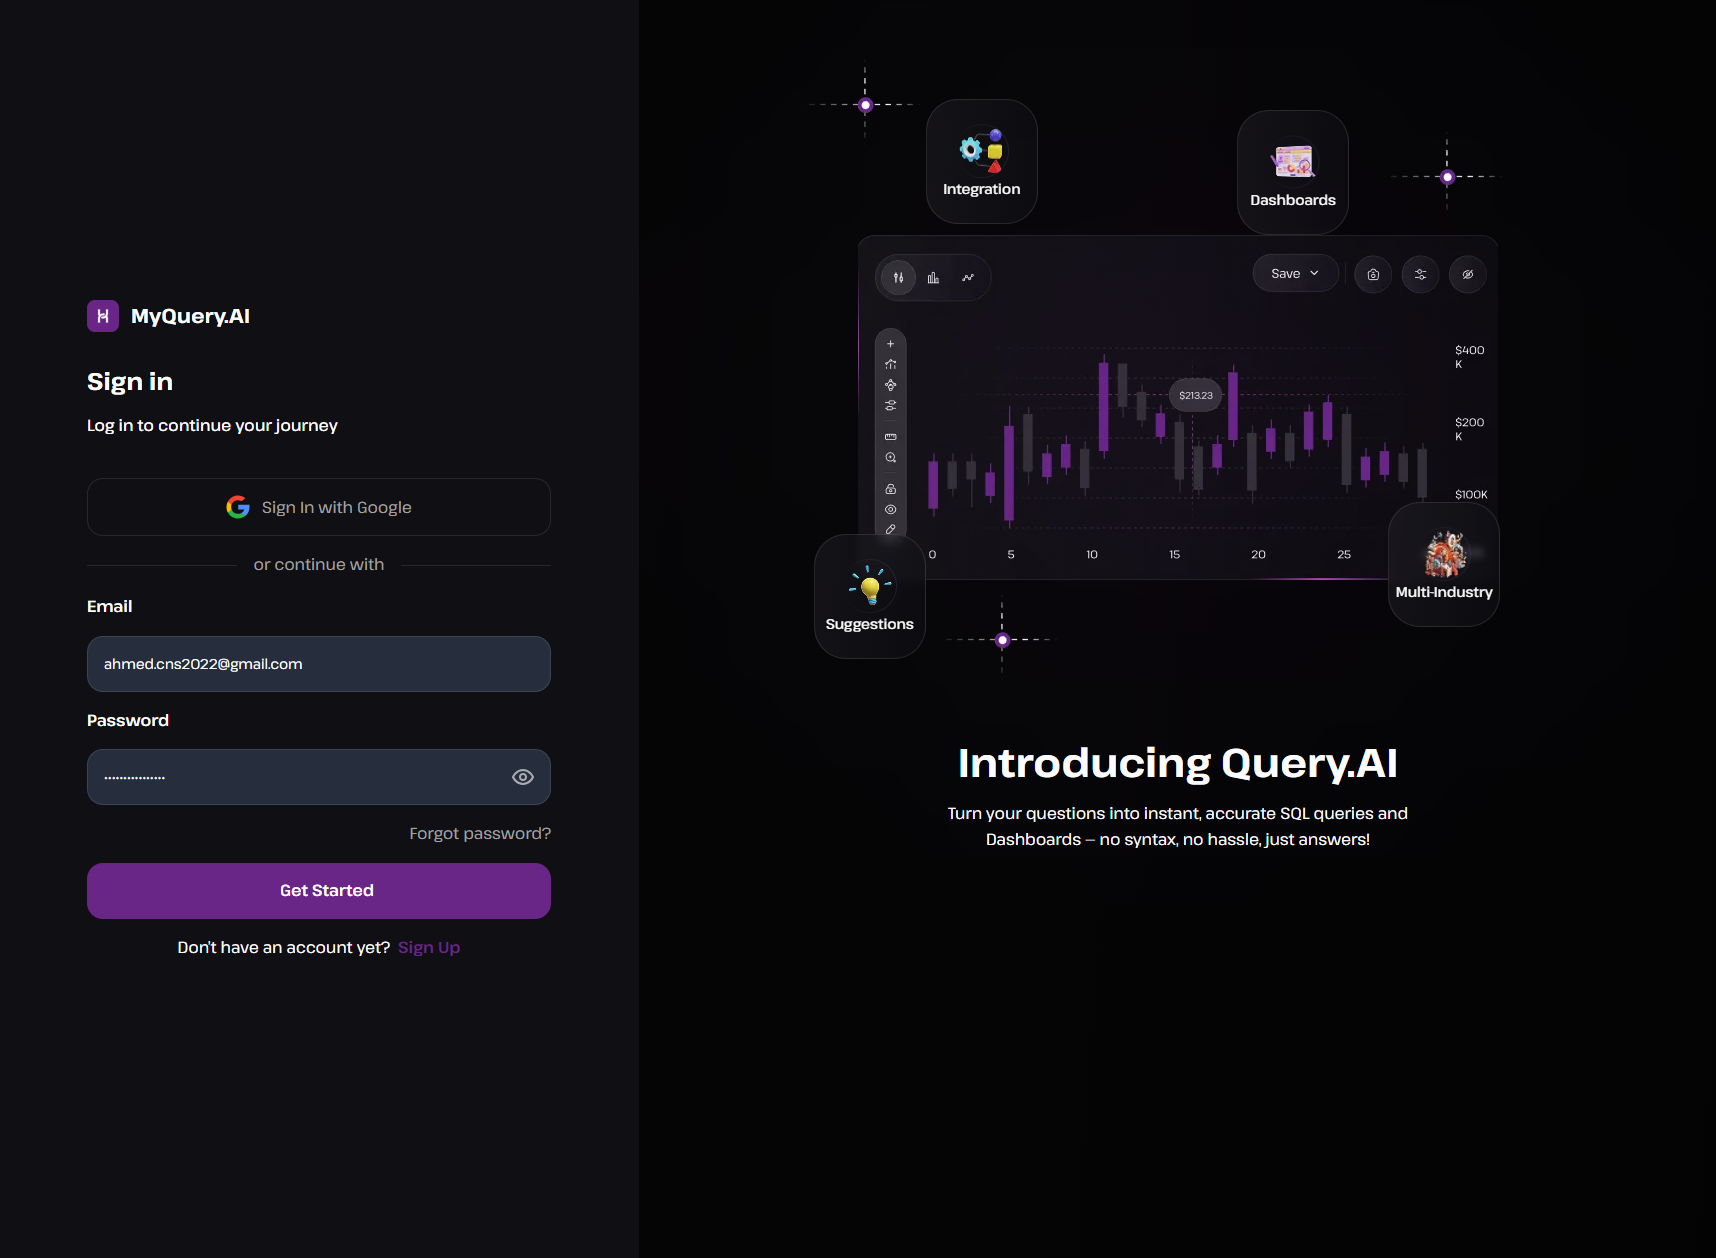 MyQuery.AI
Sign in
Log in to continue your journey
Sign In with Google
or continue with
Email
ahmed.cns2022@gmail.com
Password
Forgot password?
Get Started
Don't have an account yet? Sign Up
Integration
Dashboards
Save
$400
K
$213.23
$200
K
$100K
0
5
10
15
20
25
Suggestions
Multi-Industry
Introducing Query.AI
Turn your questions into instant, accurate SQL queries and
Dashboards – no syntax, no hassle, just answers!